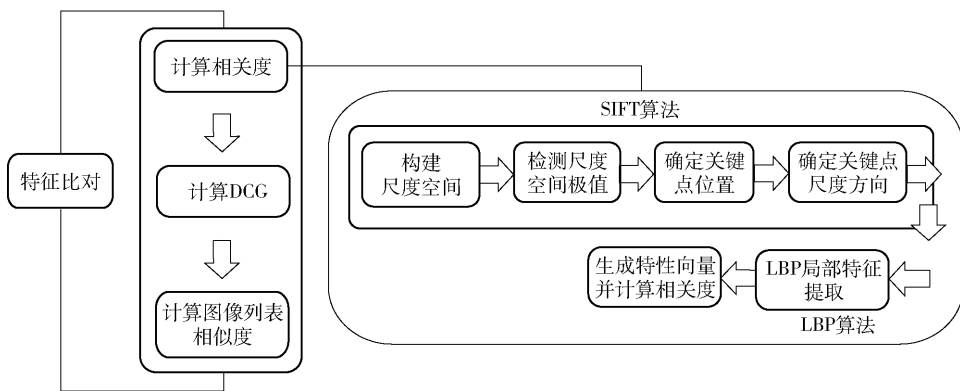 特征比对
计算相关度
计算DCG
计算图像列表
相似度
SIFT算法
构建
尺度空间
检测尺度
空间极值
确定关键
点位置
确定关键点
尺度方向
LBP局部特征
提取
生成特性向量
并计算相关度
LBP算法